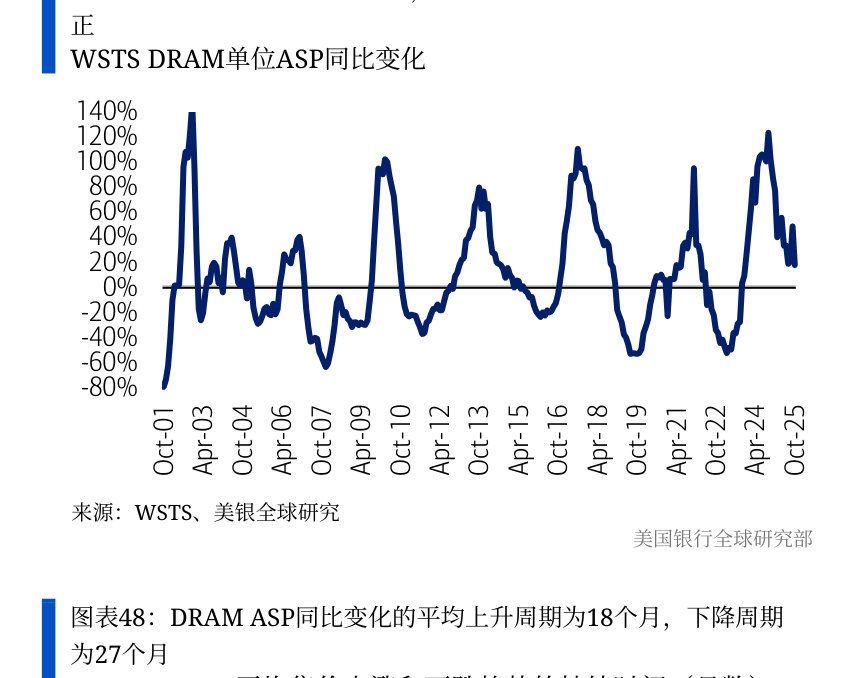 正
WSTS DRAM单位ASP同比变化
140%
120%
100%
80%
60%
40%
20%
0%
-20%
-40%
-60%
-80%
Oct-01
Apr-03
Oct-04
Apr-06
Oct-07
Apr-09
Oct-10
Apr-12
Oct-13
Apr-15
Oct-16
Apr-18
Oct-19
Apr-21
Oct-22
Apr-24
Oct-25
来源：WSTS、美银全球研究
美国银行全球研究部
图表48：DRAM ASP同比变化的平均上升周期为18个月，下降周期
为27个月